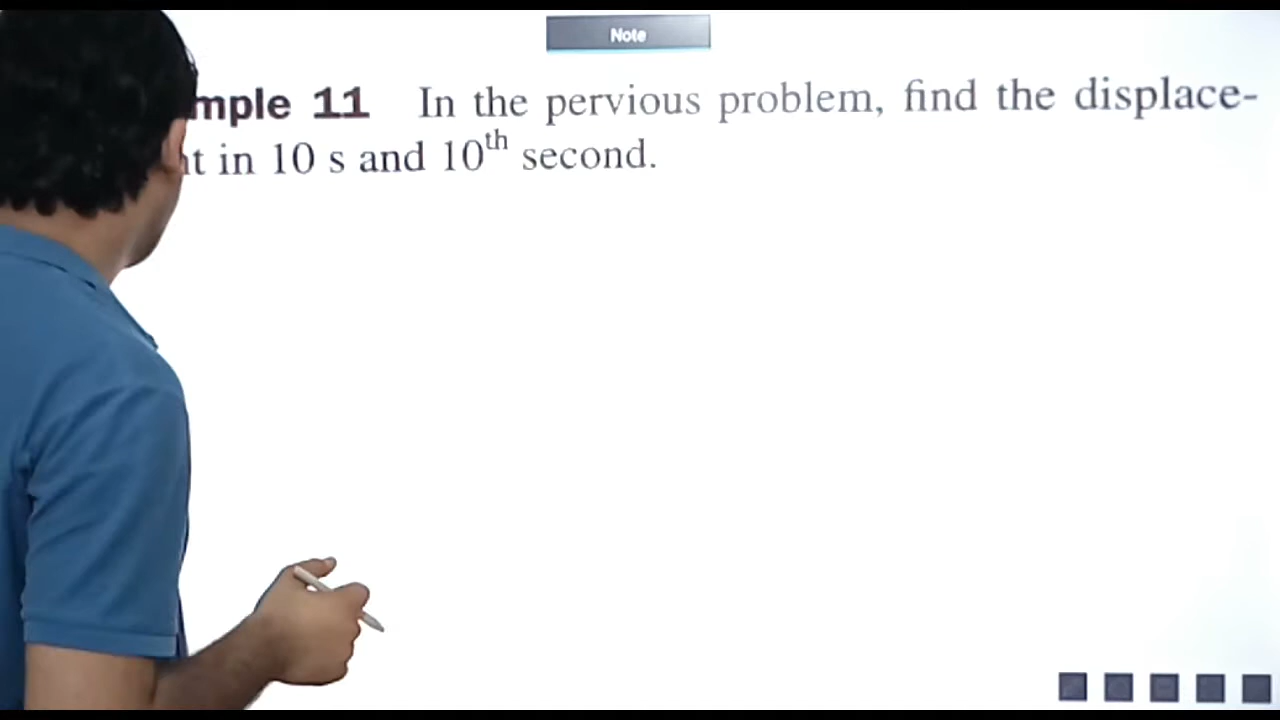 Note
mple 11 In the pervious problem, find the displace-
t in 10 s and 10th second.